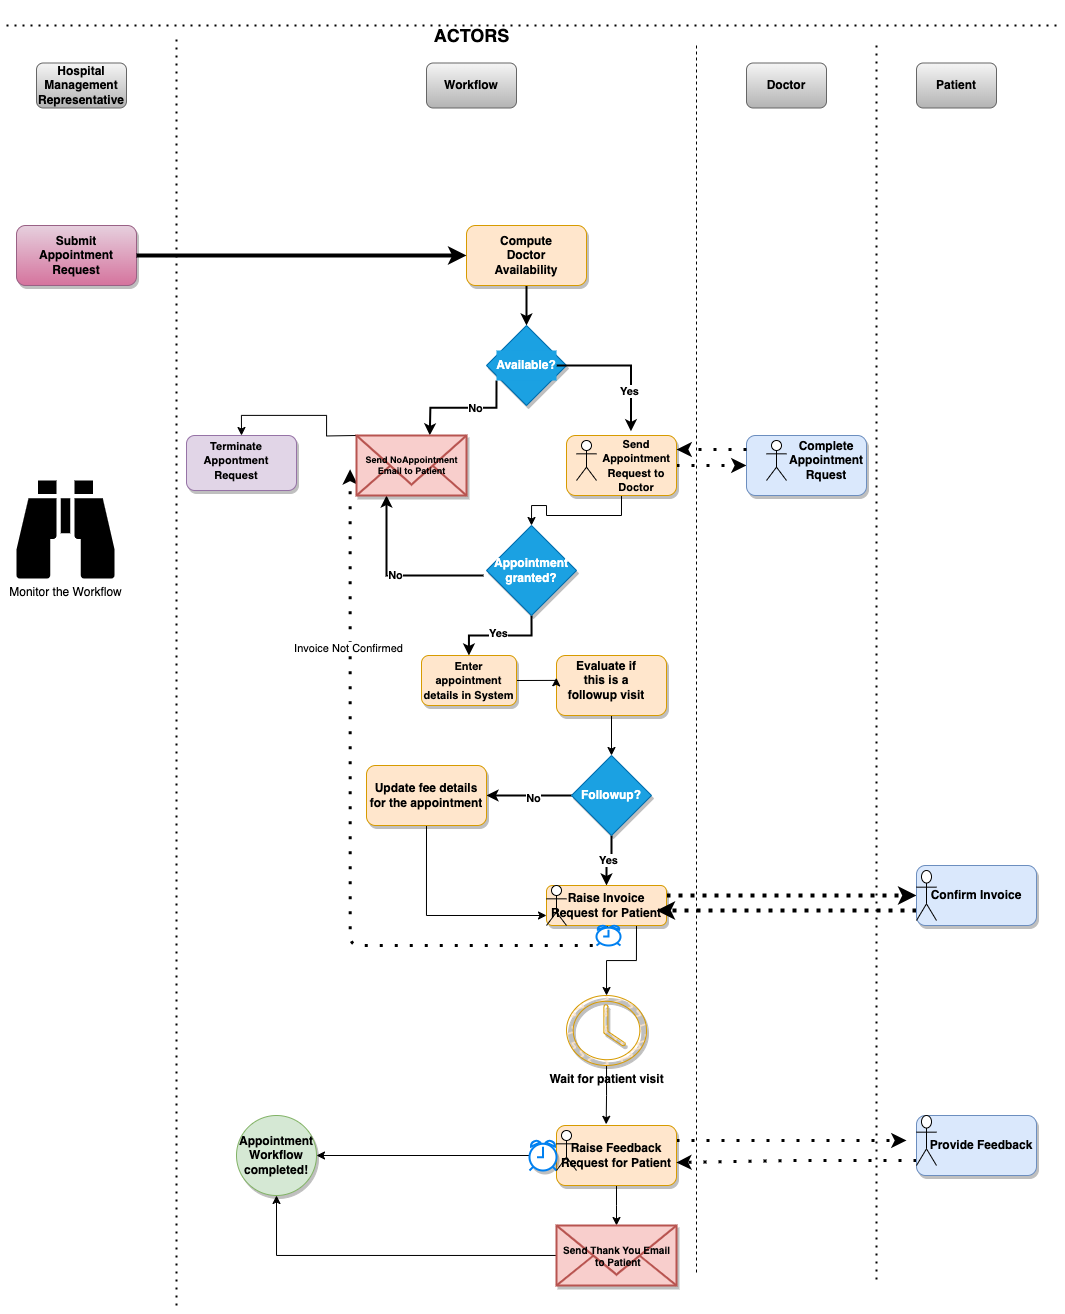 ACTORS
Hospital
Management
Representative
Workflow
Doctor
Patient
Submit
Appointment
Request
Compute
Doctor
Availability
Available?
Yes
No
Terminate
Appontment
Request
Send NoAppointment
Email to Patient
Send
Appointment
Request to
Doctor
Complete
Appointment
Rquest
Appointment
granted?
No
Monitor the Workflow
Yes
Invoice Not Confirmed
Enter
appointment
details in System
Evaluate if
this is a
followup visit
Update fee details
for the appointment
No
Followup?
Yes
Raise Invoice
Request for Patient
Confirm Invoice
Wait for patient visit
Appointment
Workflow
completed!
Raise Feedback
Request for Patient
Provide Feedback
Send Thank You Email
to Patient